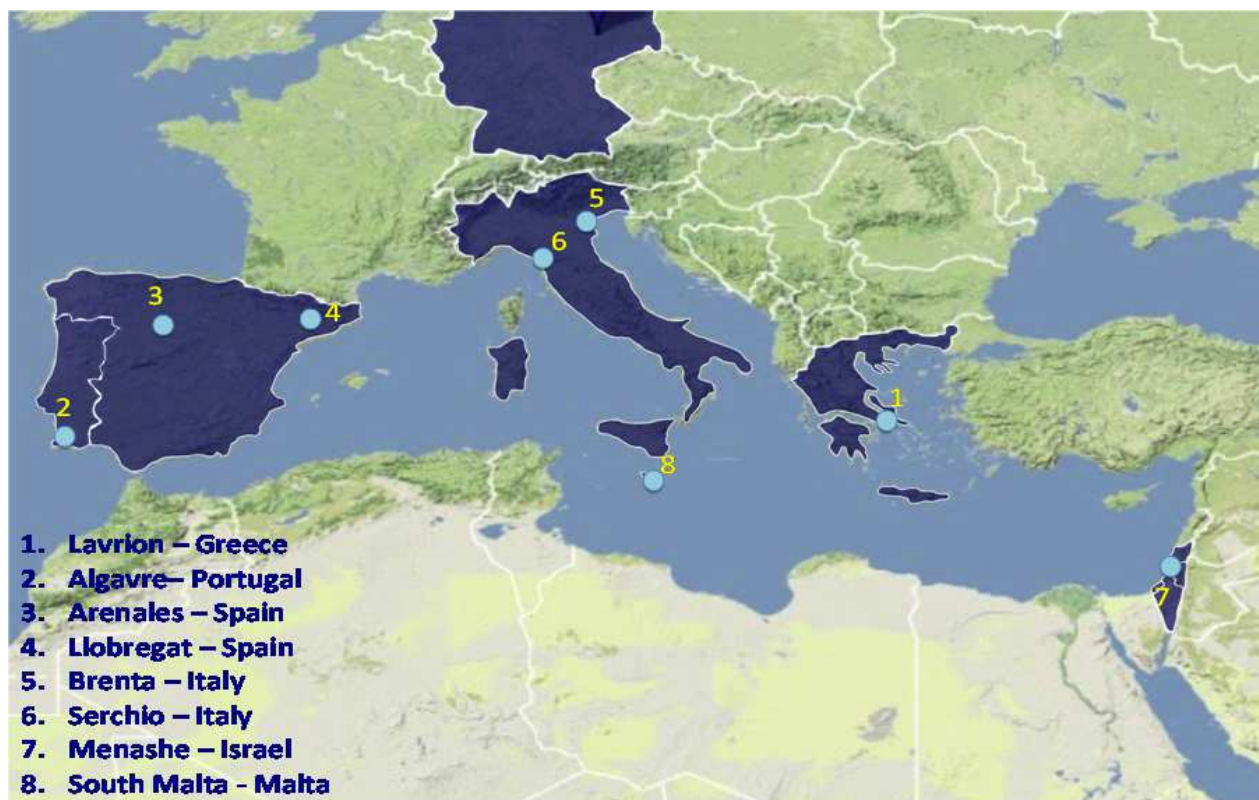 5
6
3
4
2
1
8
7
1. Lavrion – Greece
2. Algavre– Portugal
3. Arenales – Spain
4. Llobregat – Spain
5. Brenta – Italy
6. Serchio – Italy
7. Menashe – Israel
8. South Malta - Malta